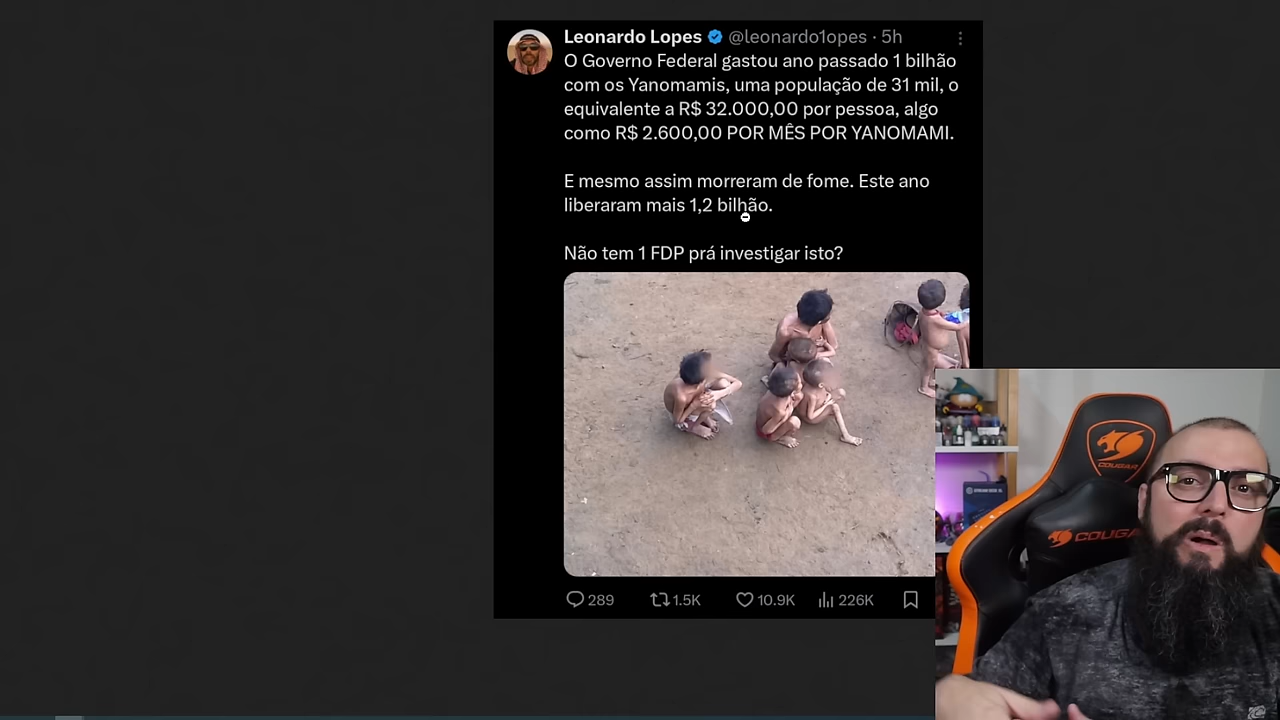 Leonardo Lopes @leonardo1opes · 5h
O Governo Federal gastou ano passado 1 bilhão
com os Yanomamis, uma população de 31 mil, o
equivalente a R$ 32.000,00 por pessoa, algo
como R$ 2.600,00 POR MÊS POR YANOMAMI.
E mesmo assim morreram de fome. Este ano
liberaram mais 1,2 bilhão.
Não tem 1 FDP prá investigar isto?
289 1.5K 10.9K 226K
COUGAR
COUGA